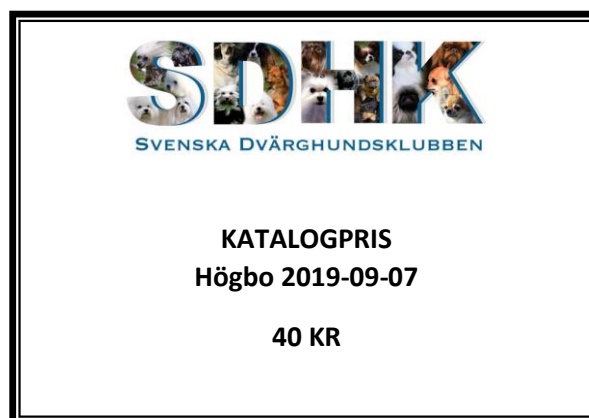 SDHK
SVENSKA DVÄRGHUNDSKLUBBEN
KATALOGPRIS
Högbo 2019-09-07
40 KR